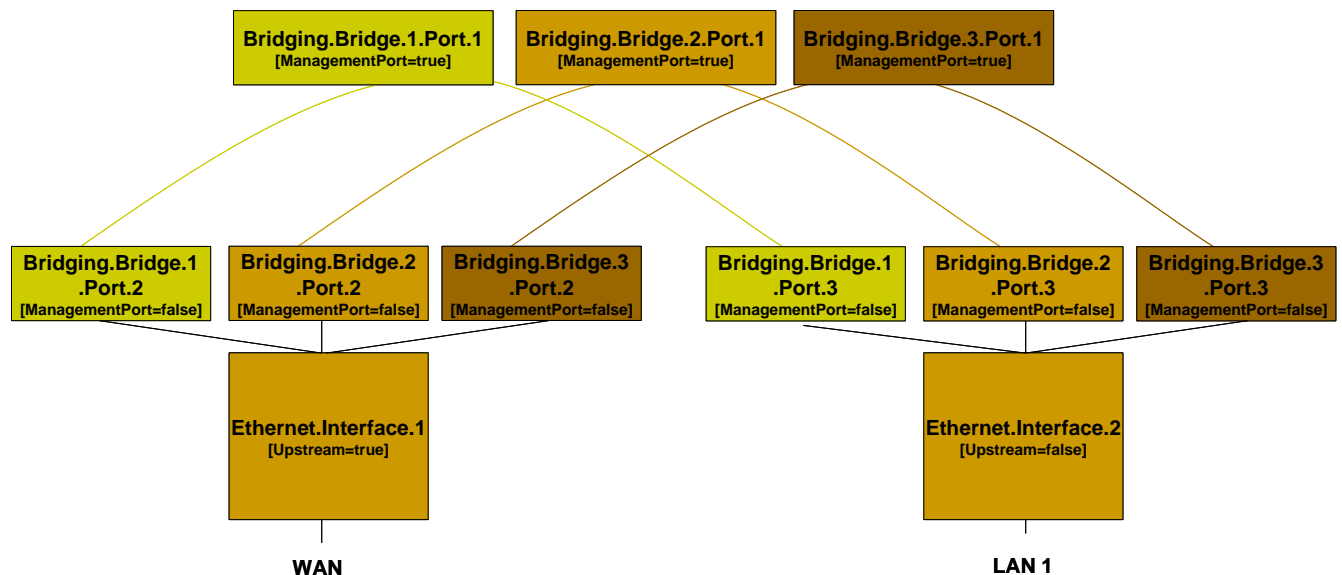 Bridging.Bridge.1.Port.1
[ManagementPort=true]
Bridging.Bridge.2.Port.1
[ManagementPort=true]
Bridging.Bridge.3.Port.1
[ManagementPort=true]
Bridging.Bridge.1
.Port.2
[ManagementPort=false]
Bridging.Bridge.2
.Port.2
[ManagementPort=false]
Bridging.Bridge.3
.Port.2
[ManagementPort=false]
Bridging.Bridge.1
.Port.3
[ManagementPort=false]
Bridging.Bridge.2
.Port.3
[ManagementPort=false]
Bridging.Bridge.3
.Port.3
[ManagementPort=false]
Ethernet.Interface.1
[Upstream=true]
Ethernet.Interface.2
[Upstream=false]
WAN
LAN 1